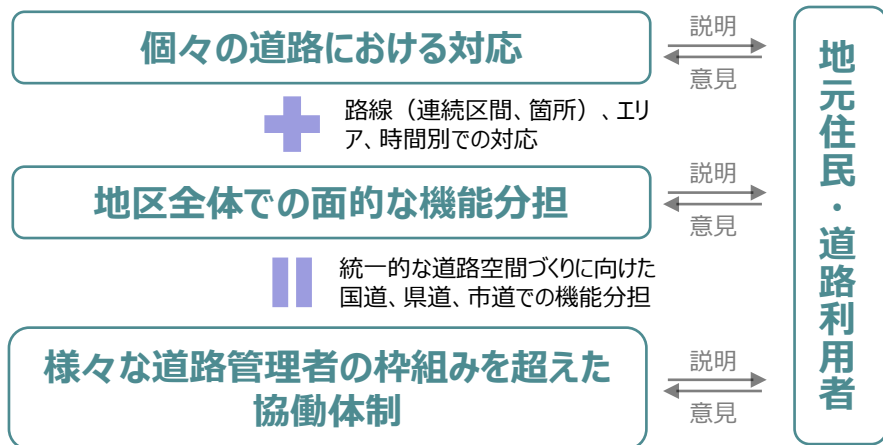 個々の道路における対応
説明
意見
路線（連続区間、箇所）、エリ
ア、時間別での対応
地区全体での面的な機能分担
説明
意見
統一的な道路空間づくりに向けた
国道、県道、市道での機能分担
様々な道路管理者の枠組みを超えた
協働体制
説明
意見
地元住民・道路利用者